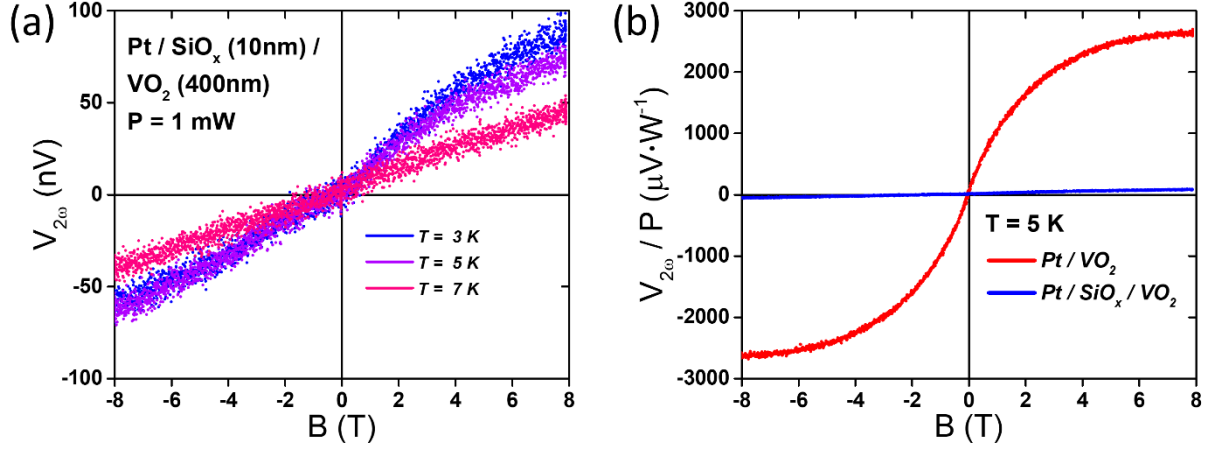 (a)
Pt / SiOₓ (10nm) /
VO₂ (400nm)
P = 1 mW
T = 3 K
T = 5 K
T = 7 K
100
50
0
-50
-100
V₂ω (nV)
-8 -6 -4 -2 0 2 4 6 8
B (T)
(b)
3000
2000
1000
0
-1000
-2000
-3000
V₂ω / P (μV·W⁻¹)
T = 5 K
Pt / VO₂
Pt / SiOₓ / VO₂
-8 -6 -4 -2 0 2 4 6 8
B (T)